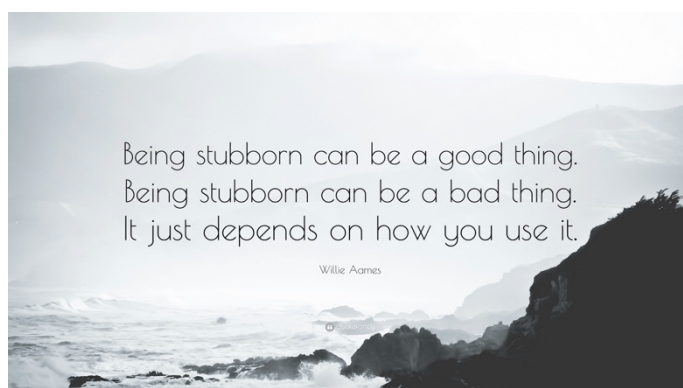 Being stubborn can be a good thing.
Being stubborn can be a bad thing.
It just depends on how you use it.
Willie Aames